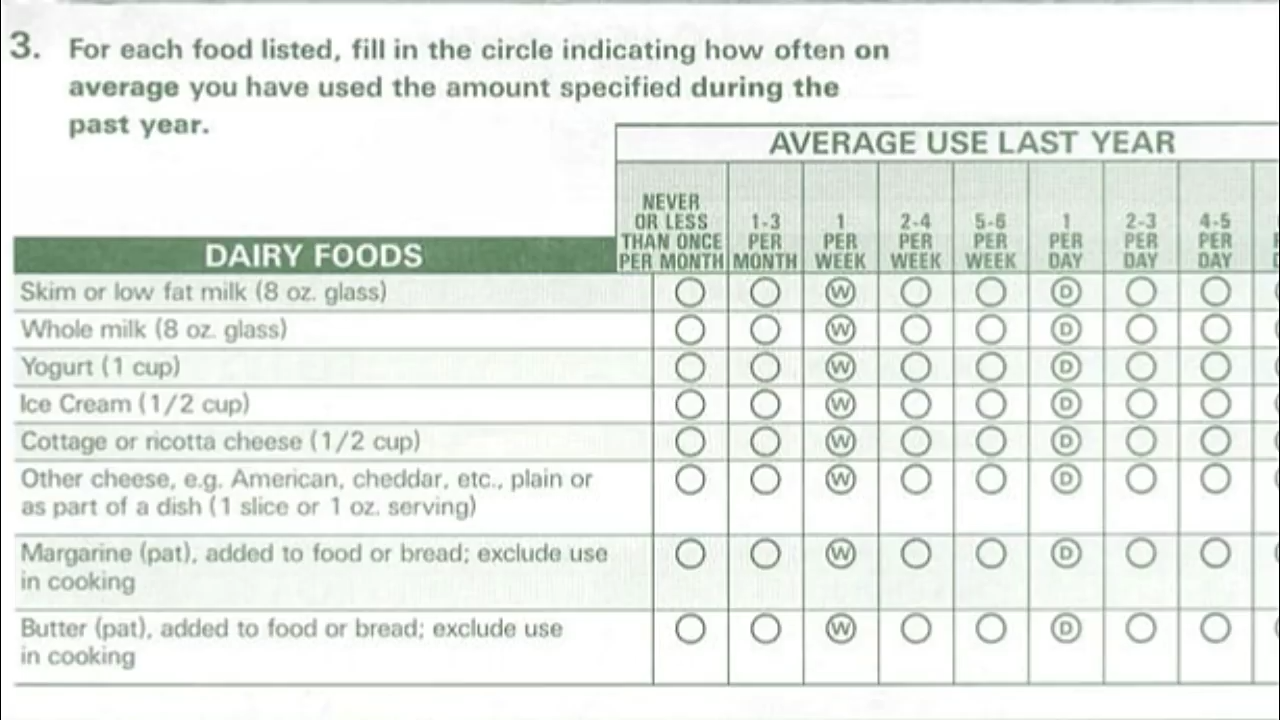 3. For each food listed, fill in the circle indicating how often on
average you have used the amount specified during the
past year.
AVERAGE USE LAST YEAR
NEVER
OR LESS
THAN ONCE
PER MONTH
1-3
PER
MONTH
1
PER
WEEK
2-4
PER
WEEK
5-6
PER
WEEK
1
PER
DAY
2-3
PER
DAY
4-5
PER
DAY
DAIRY FOODS
Skim or low fat milk (8 oz. glass) W D
Whole milk (8 oz. glass) W D
Yogurt (1 cup) W D
Ice Cream (1/2 cup) W D
Cottage or ricotta cheese (1/2 cup) W D
Other cheese, e.g. American, cheddar, etc., plain or W D
as part of a dish (1 slice or 1 oz. serving)
Margarine (pat), added to food or bread; exclude use W D
in cooking
Butter (pat), added to food or bread; exclude use W D
in cooking